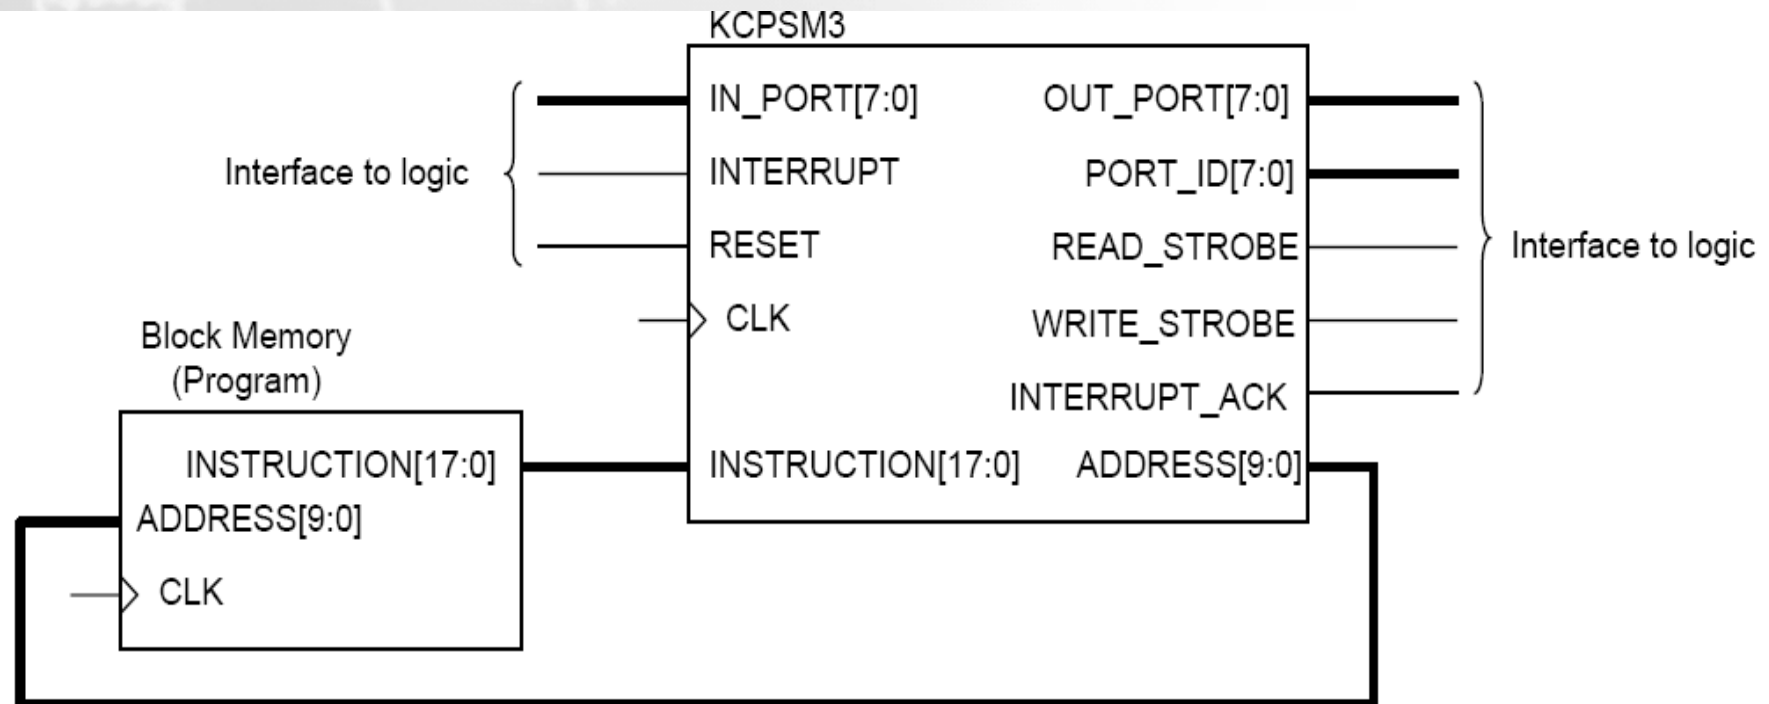 KCPSM3
IN_PORT[7:0]
OUT_PORT[7:0]
Interface to logic
INTERRUPT
PORT_ID[7:0]
RESET
READ_STROBE
Interface to logic
CLK
WRITE_STROBE
Block Memory
(Program)
INTERRUPT_ACK
INSTRUCTION[17:0]
INSTRUCTION[17:0]
ADDRESS[9:0]
ADDRESS[9:0]
CLK